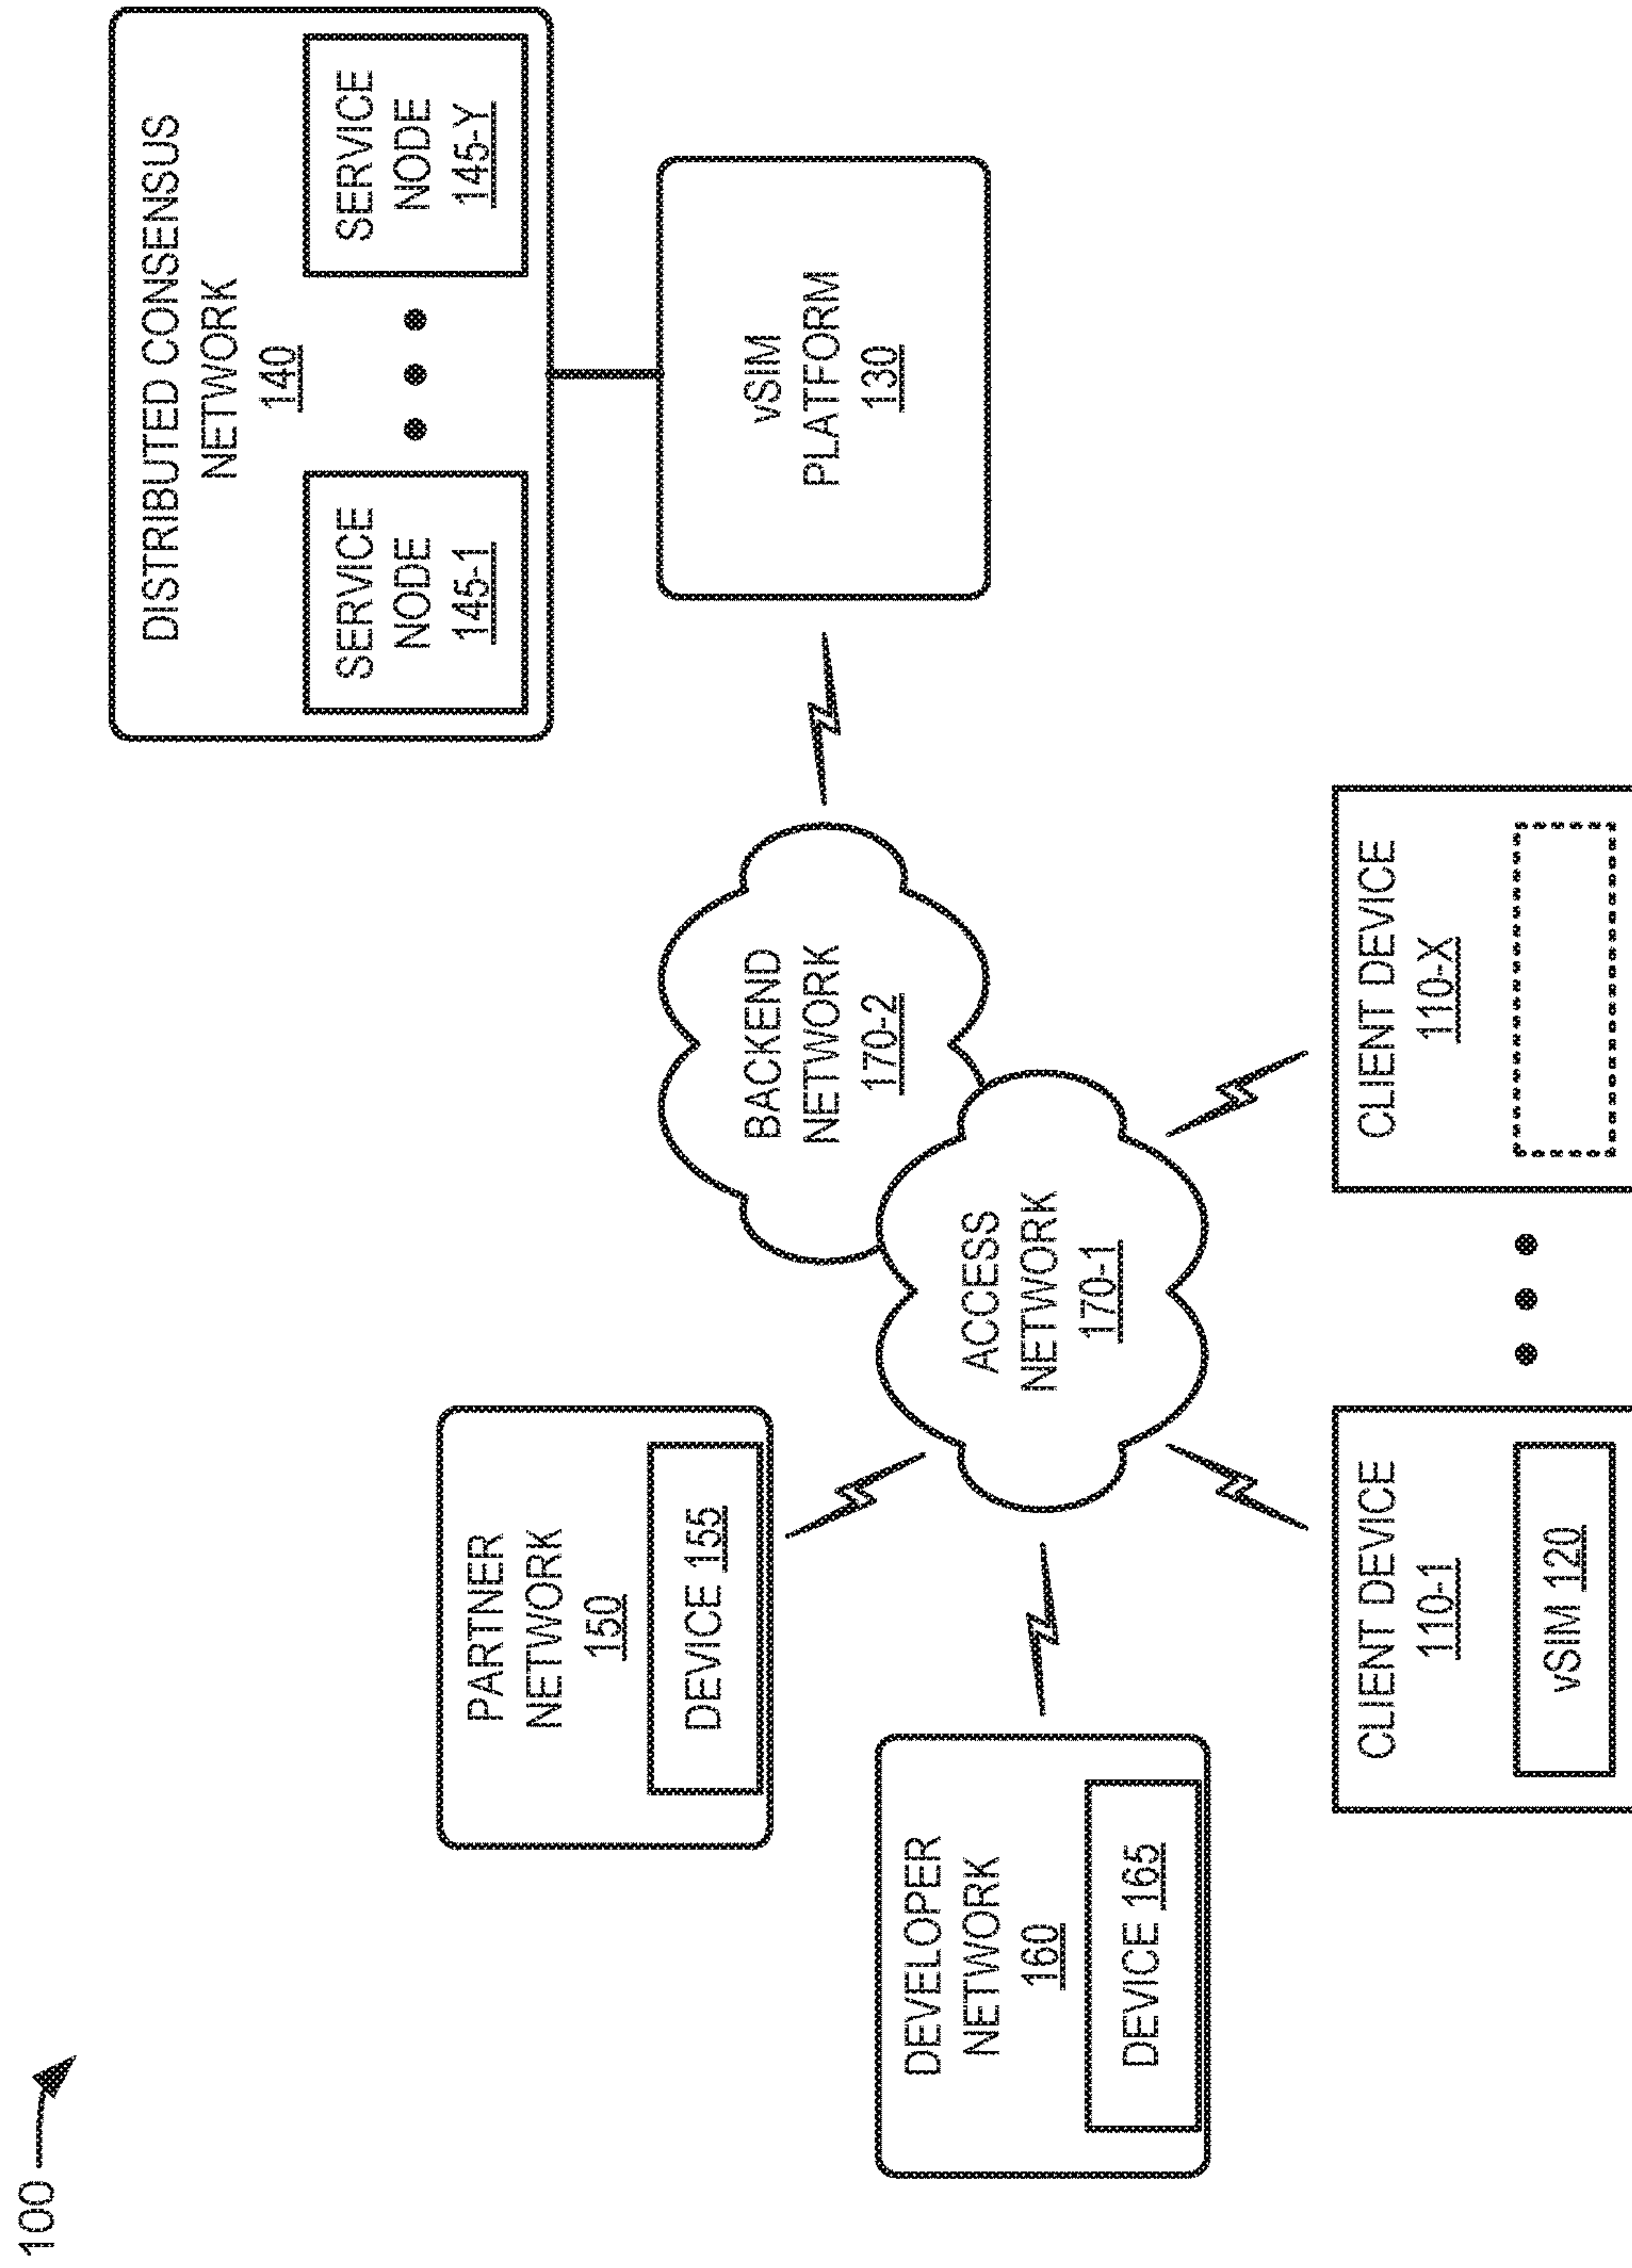 100
DISTRIBUTED CONSENSUS
NETWORK
140
SERVICE
NODE
145-1
SERVICE
NODE
145-Y
PARTNER
NETWORK
150
DEVICE 155
BACKEND
NETWORK
170-2
vSIM
PLATFORM
130
DEVELOPER
NETWORK
160
DEVICE 165
ACCESS
NETWORK
170-1
CLIENT DEVICE
110-1
vSIM 120
CLIENT DEVICE
110-X